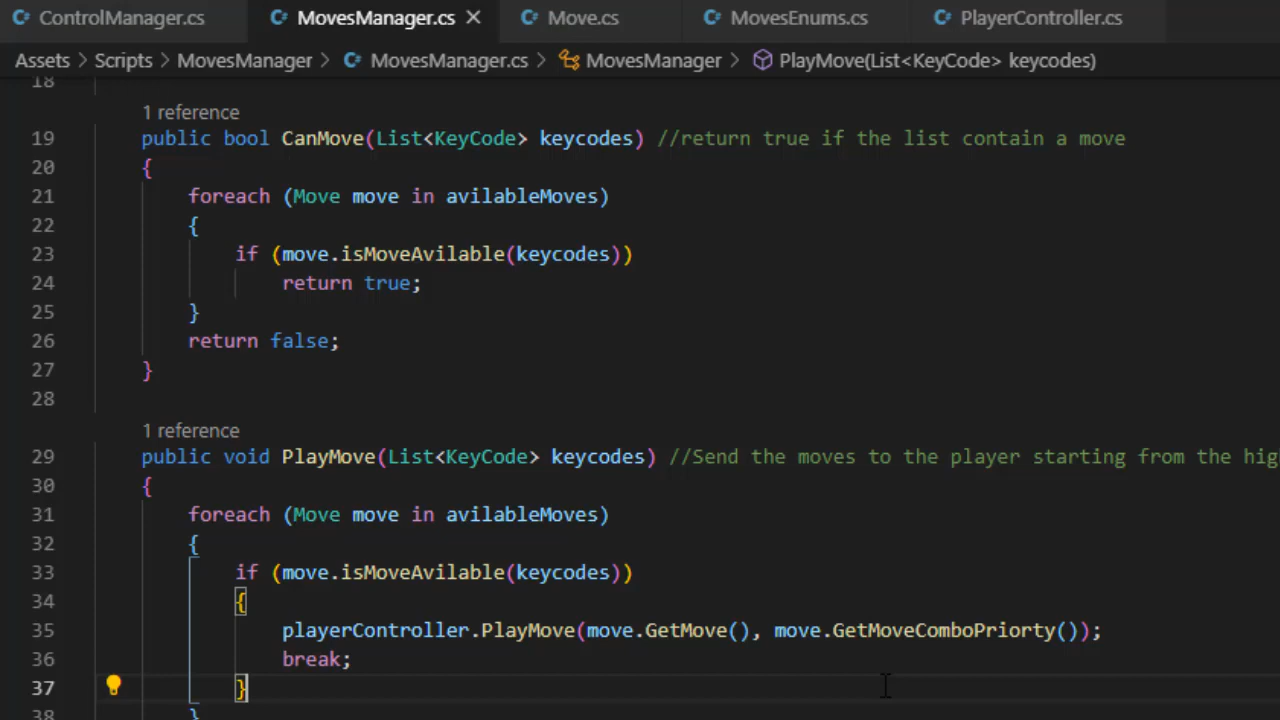 ControlManager.cs MovesManager.cs Move.cs MovesEnums.cs PlayerController.cs
Assets > Scripts > MovesManager > MovesManager.cs > MovesManager > PlayMove(List<KeyCode> keycodes)
18
1 reference
19 public bool CanMove(List<KeyCode> keycodes) //return true if the list contain a move
20 {
21 foreach (Move move in avilableMoves)
22 {
23 if (move.isMoveAvilable(keycodes))
24 return true;
25 }
26 return false;
27 }
28
1 reference
29 public void PlayMove(List<KeyCode> keycodes) //Send the moves to the player starting from the hig
30 {
31 foreach (Move move in avilableMoves)
32 {
33 if (move.isMoveAvilable(keycodes))
34 {
35 playerController.PlayMove(move.GetMove(), move.GetMoveComboPriorty());
36 break;
37 }
38 }